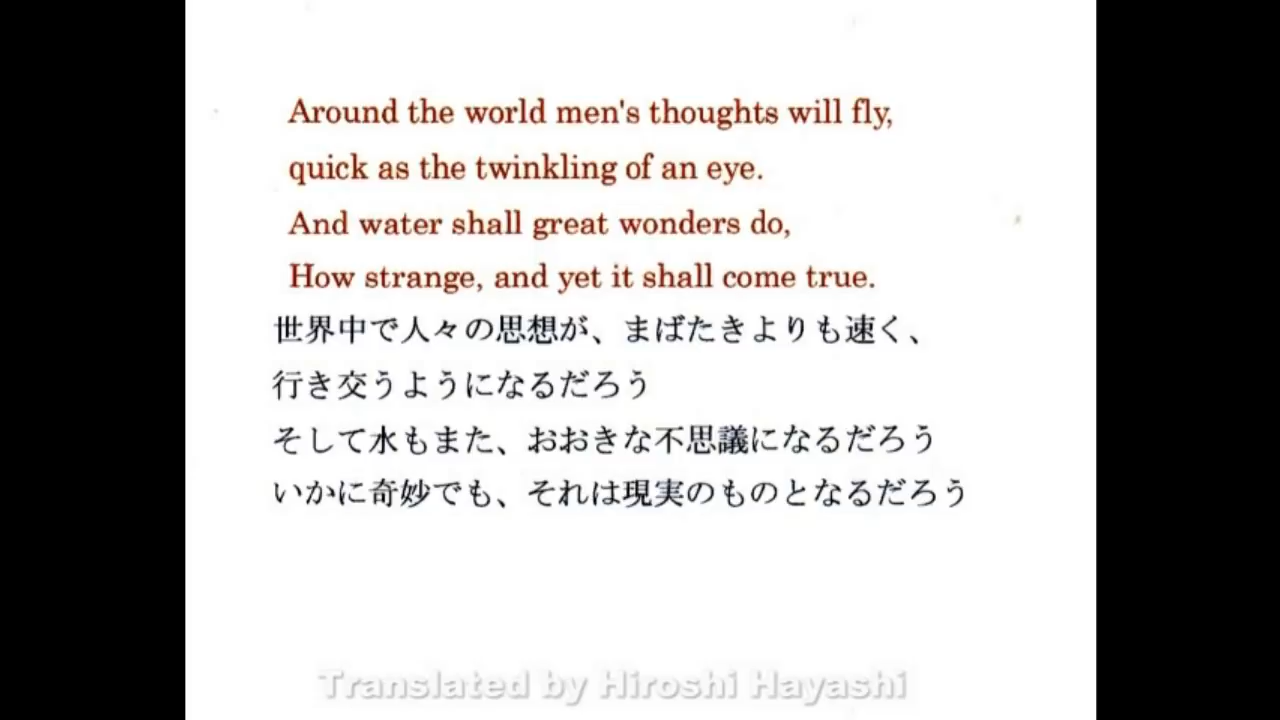 Around the world men's thoughts will fly,
quick as the twinkling of an eye.
And water shall great wonders do,
How strange, and yet it shall come true.
世界中で人々の思想が、まばたきよりも速く、
行き交うようになるだろう
そして水もまた、おおきな不思議になるだろう
いかに奇妙でも、それは現実のものとなるだろう
Translated by Hiroshi Hayashi